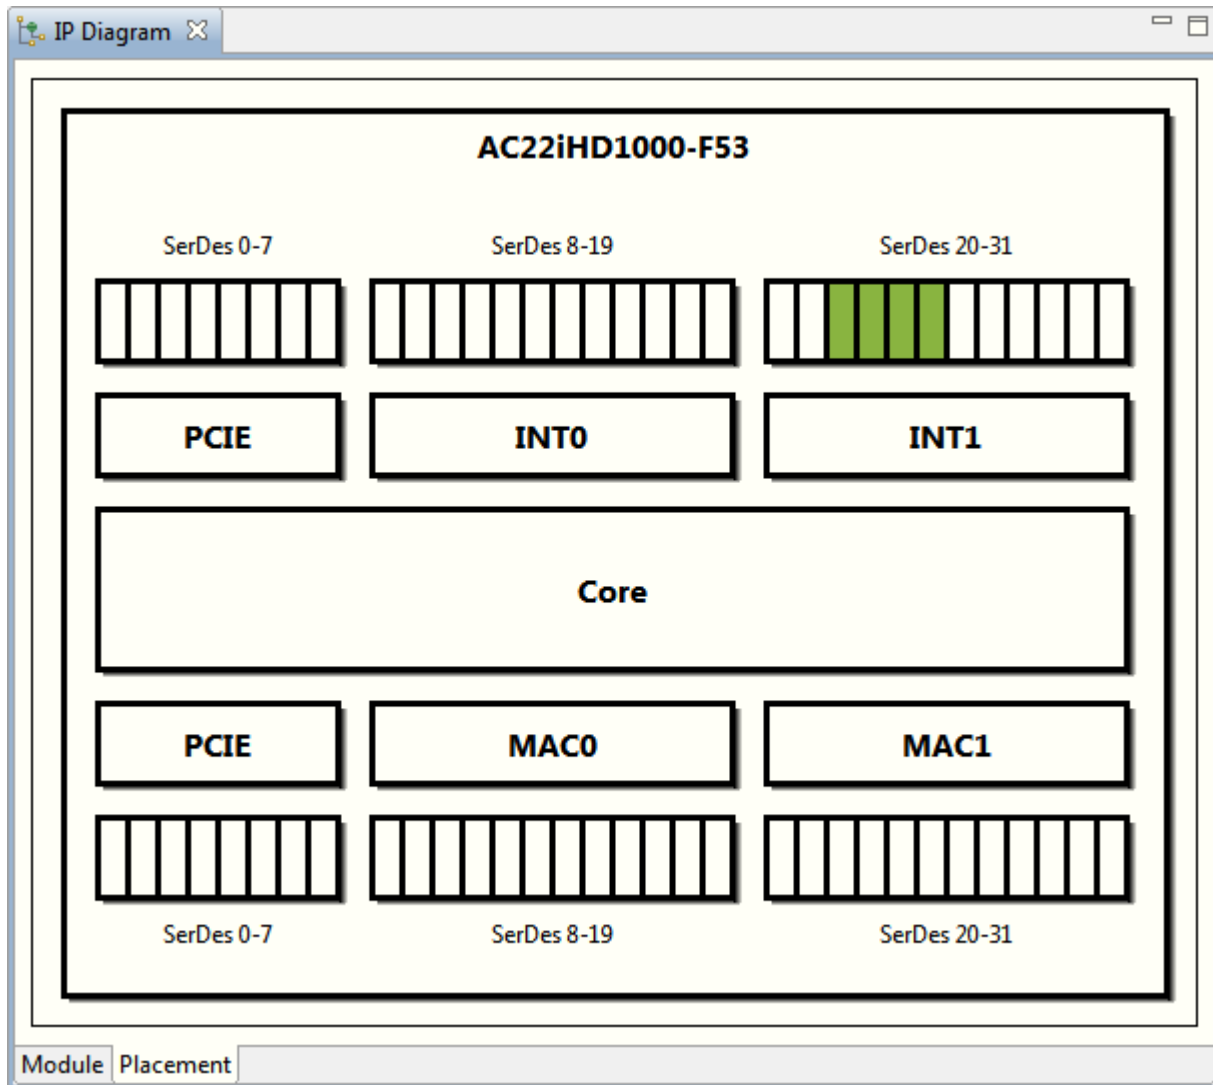 IP Diagram
AC22iHD1000-F53
SerDes 0-7 SerDes 8-19 SerDes 20-31
PCIE INT0 INT1
Core
PCIE MAC0 MAC1
SerDes 0-7 SerDes 8-19 SerDes 20-31
Module Placement